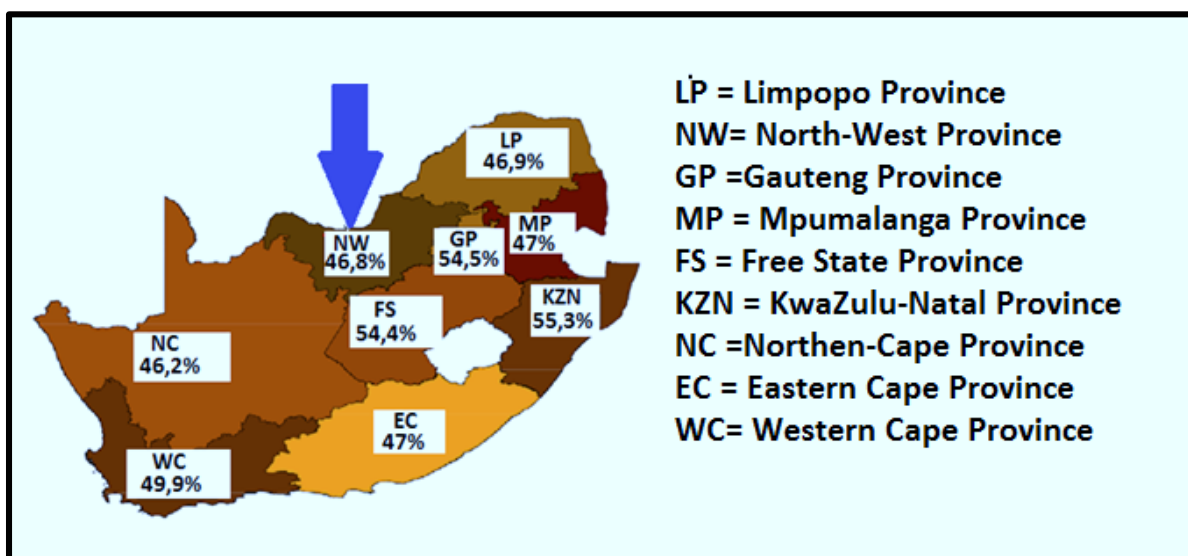 LP
46,9%
NW
46,8%
GP
54,5%
MP
47%
KZN
55,3%
FS
54,4%
NC
46,2%
EC
47%
WC
49,9%
LP = Limpopo Province
NW= North-West Province
GP =Gauteng Province
MP = Mpumalanga Province
FS = Free State Province
KZN = KwaZulu-Natal Province
NC =Northen-Cape Province
EC = Eastern Cape Province
WC= Western Cape Province